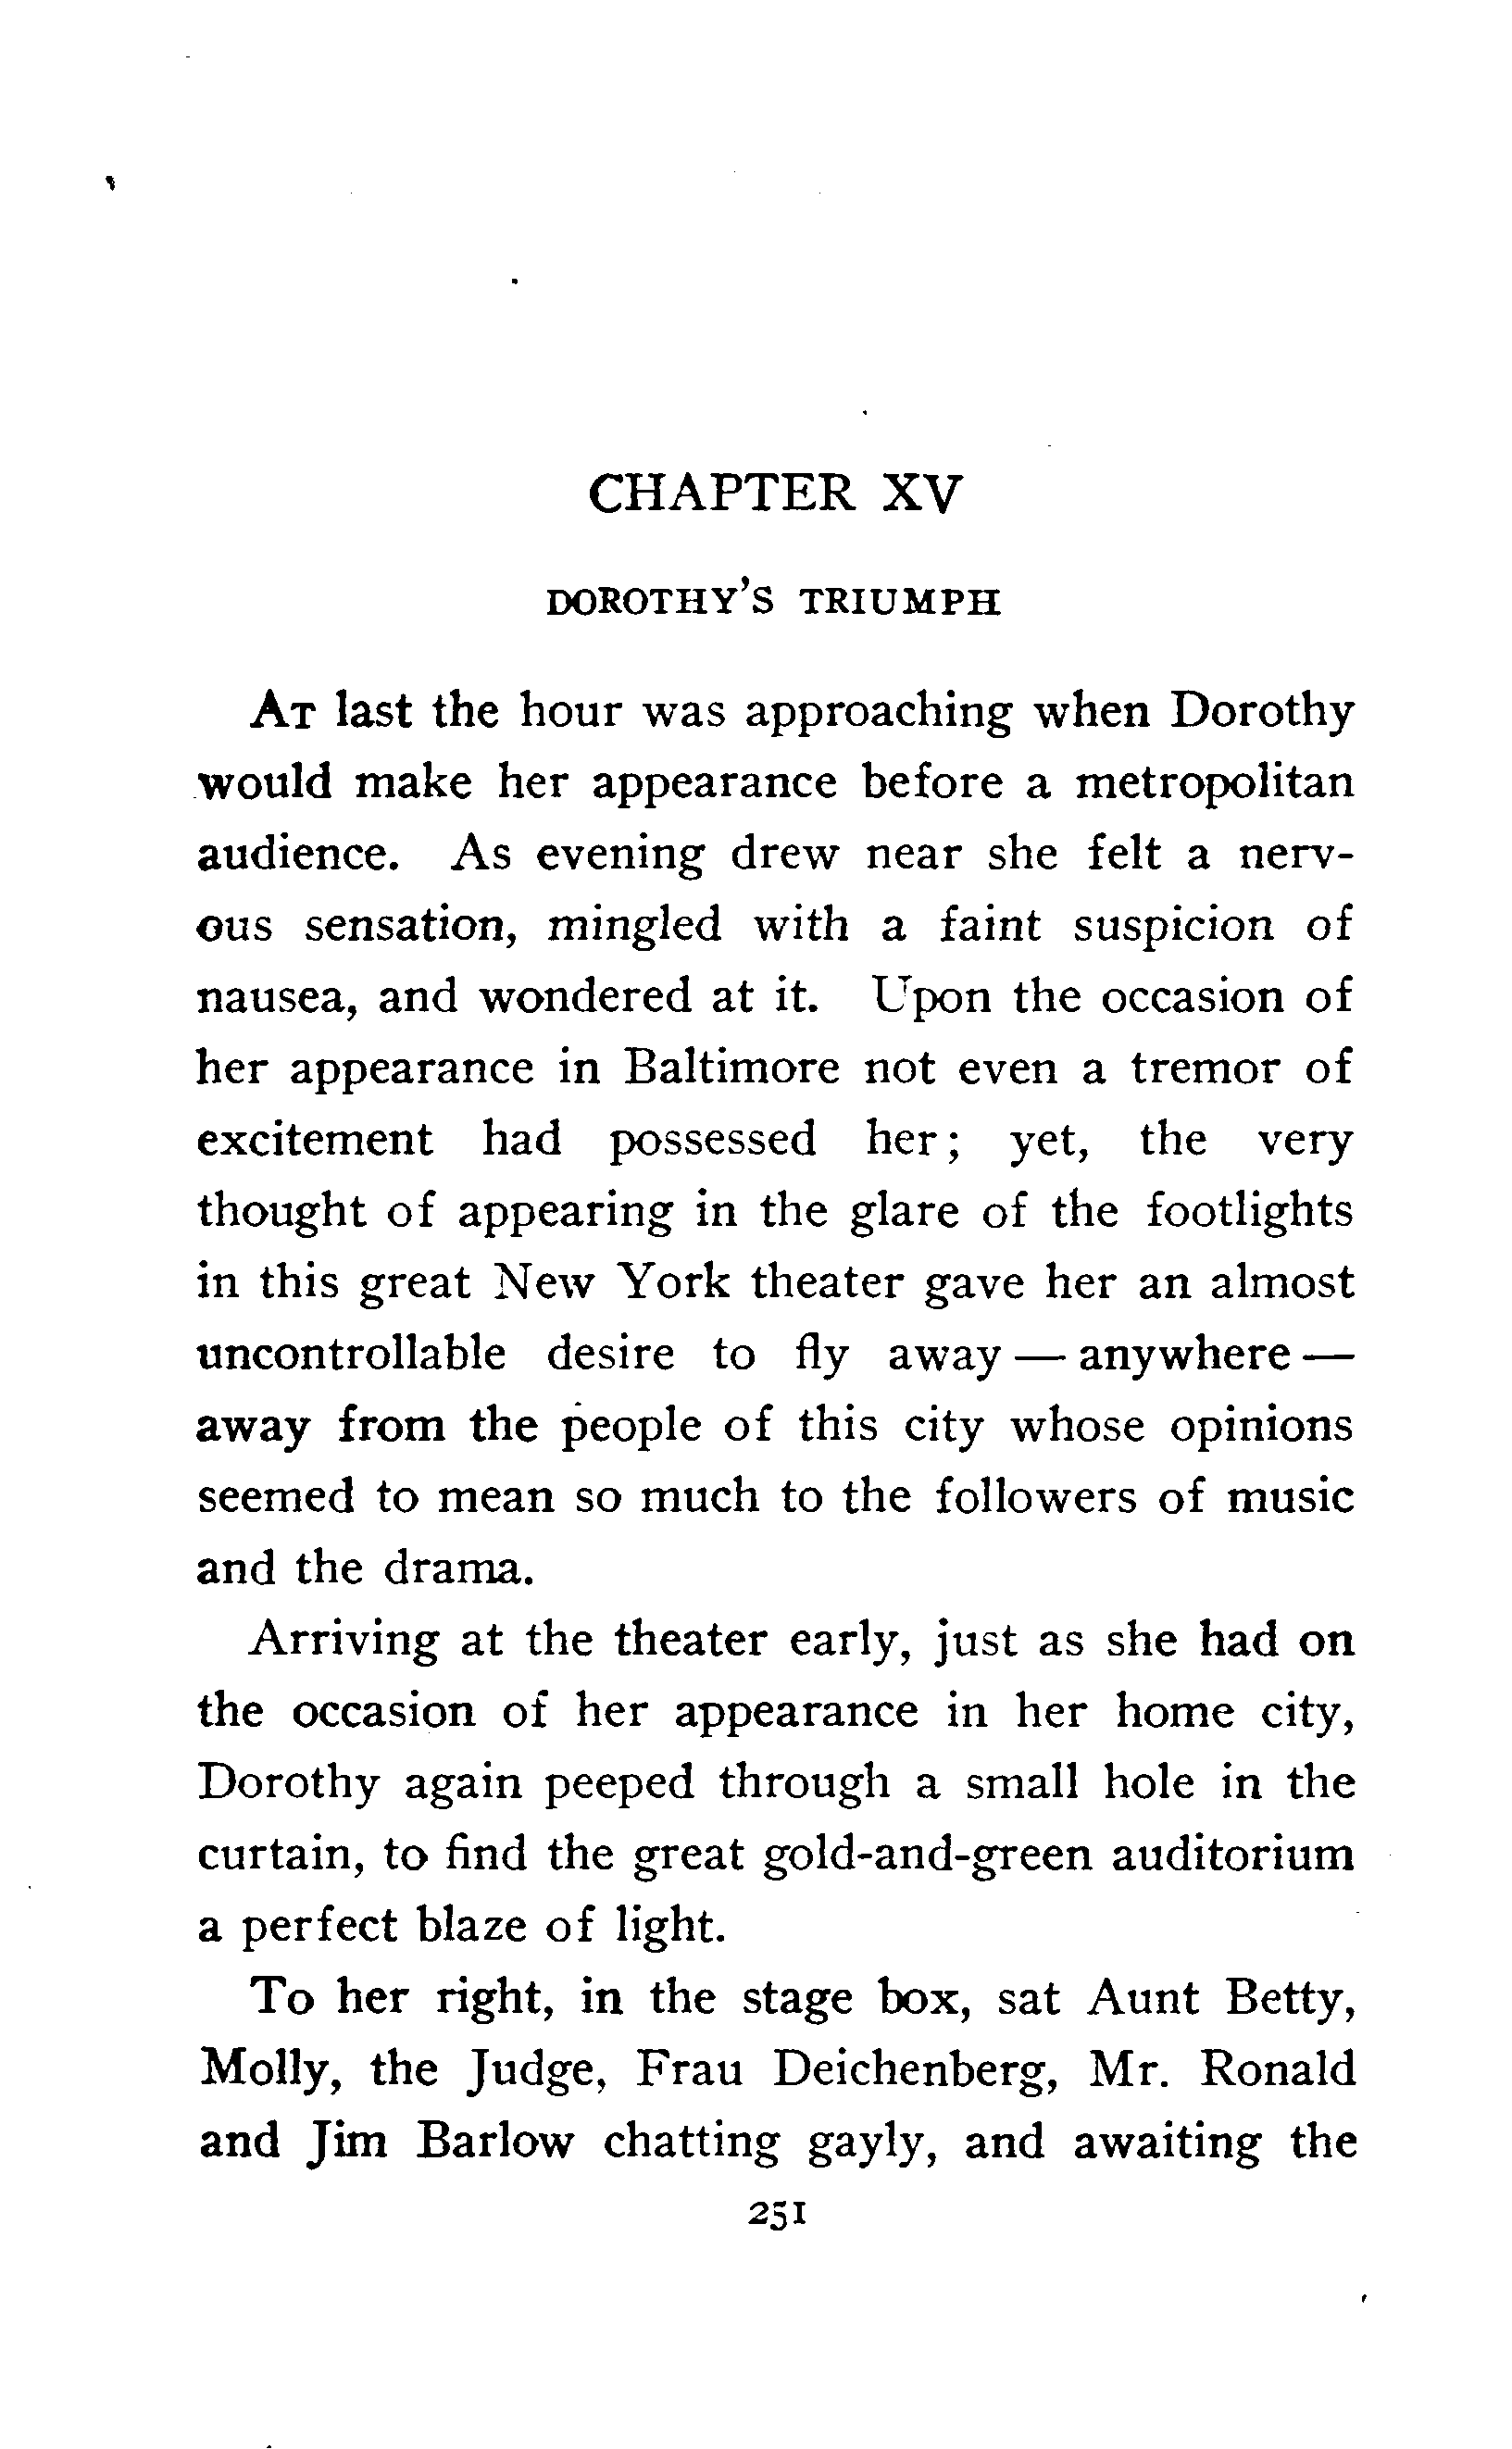 CHAPTER XV
DOROTHY'S TRIUMPH
AT last the hour was approaching when Dorothy
would make her appearance before a metropolitan
audience. As evening drew near she felt a nerv-
ous sensation, mingled with a faint suspicion of
nausea, and wondered at it. Upon the occasion of
her appearance in Baltimore not even a tremor of
excitement had possessed her; yet, the very
thought of appearing in the glare of the footlights
in this great New York theater gave her an almost
uncontrollable desire to fly away — anywhere —
away from the people of this city whose opinions
seemed to mean so much to the followers of music
and the drama.
Arriving at the theater early, just as she had on
the occasion of her appearance in her home city,
Dorothy again peeped through a small hole in the
curtain, to find the great gold-and-green auditorium
a perfect blaze of light.
To her right, in the stage box, sat Aunt Betty,
Molly, the Judge, Frau Deichenberg, Mr. Ronald
and Jim Barlow chatting gayly, and awaiting the
251